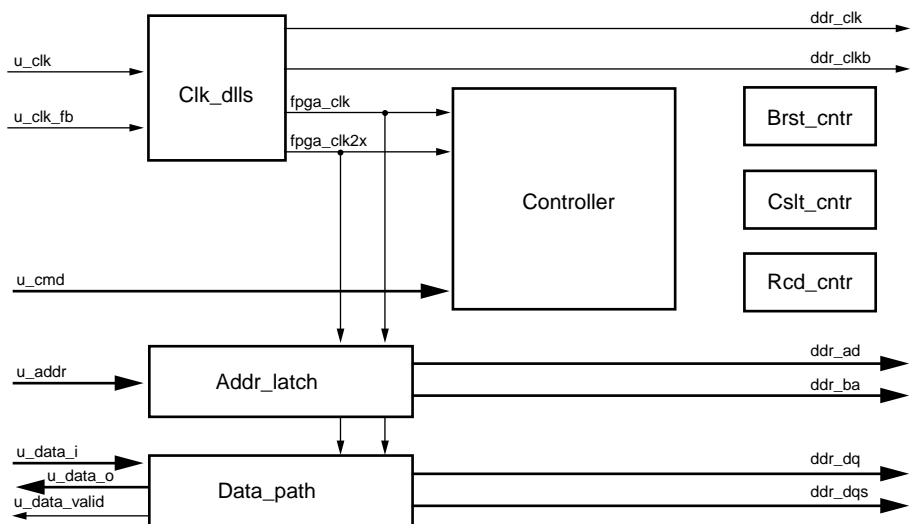 ddr_clk
u_clk
ddr_clkb
Clk_dlls
fpga_clk
u_clk_fb
Brst_cntr
fpga_clk2x
Controller
Cslt_cntr
u_cmd
Rcd_cntr
ddr_ad
u_addr
Addr_latch
ddr_ba
u_data_i
ddr_dq
u_data_o
Data_path
ddr_dqs
u_data_valid